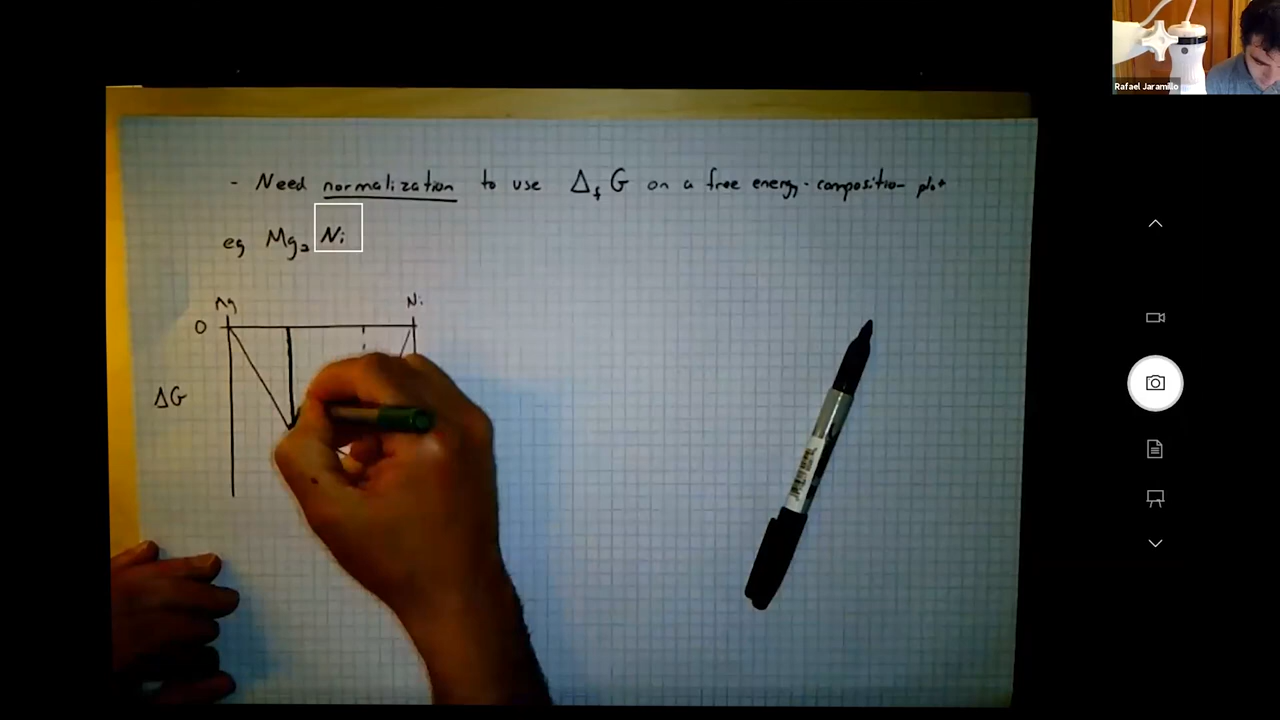 - Need normalization to use Δ_f G on a free energy-composition plot
eg Mg₂ Ni
Mg Ni
0
ΔG
Rafael Jaramillo